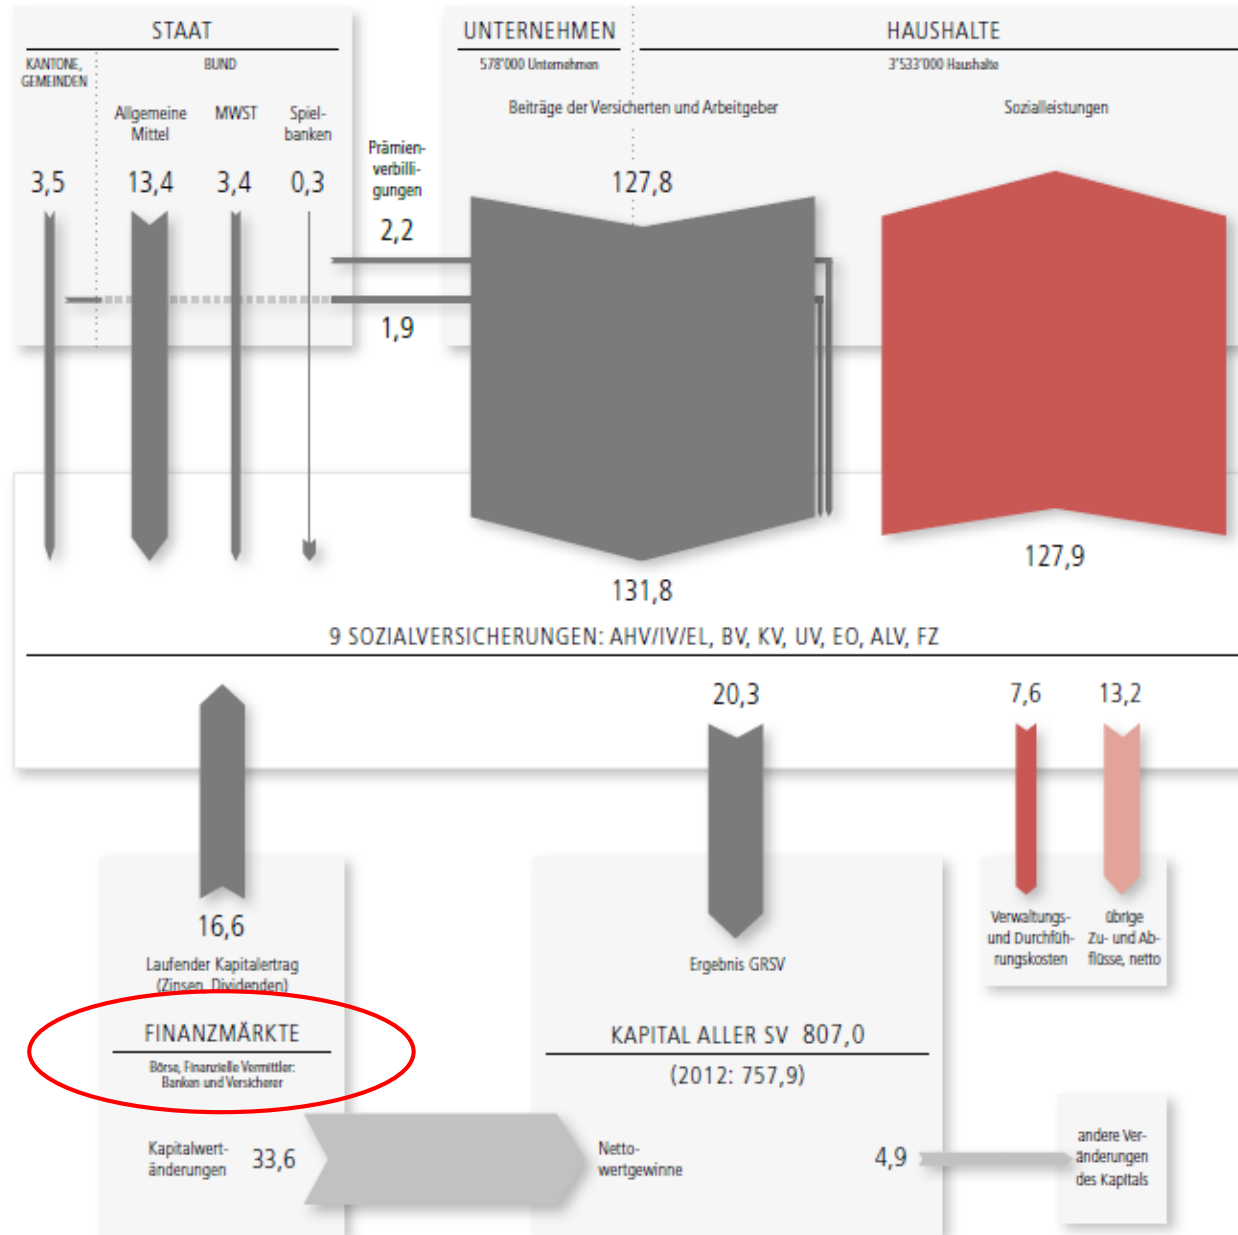 STAAT
KANTONE,
GEMEINDEN
BUND
Allgemeine
Mittel
MWST
Spiel-
banken
3,5
13,4
3,4
0,3
Prämien-
verbilli-
gungen
2,2
1,9
UNTERNEHMEN
578'000 Unternehmen
HAUSHALTE
3'533'000 Haushalte
Beiträge der Versicherten und Arbeitgeber
127,8
Sozialleistungen
131,8
127,9
9 SOZIALVERSICHERUNGEN: AHV/IV/EL, BV, KV, UV, EO, ALV, FZ
20,3
7,6
13,2
16,6
Laufender Kapitalertrag
(Zinsen, Dividenden)
Ergebnis GRSV
Verwaltungs-
und Durchfüh-
rungskosten
übrige
Zu- und Ab-
flüsse, netto
FINANZMÄRKTE
Börse, Finanzielle Vermittler:
Banken und Versicherer
KAPITAL ALLER SV 807,0
(2012: 757,9)
Kapitalwert-
änderungen
33,6
Netto-
wertgewinne
4,9
andere Ver-
änderungen
des Kapitals